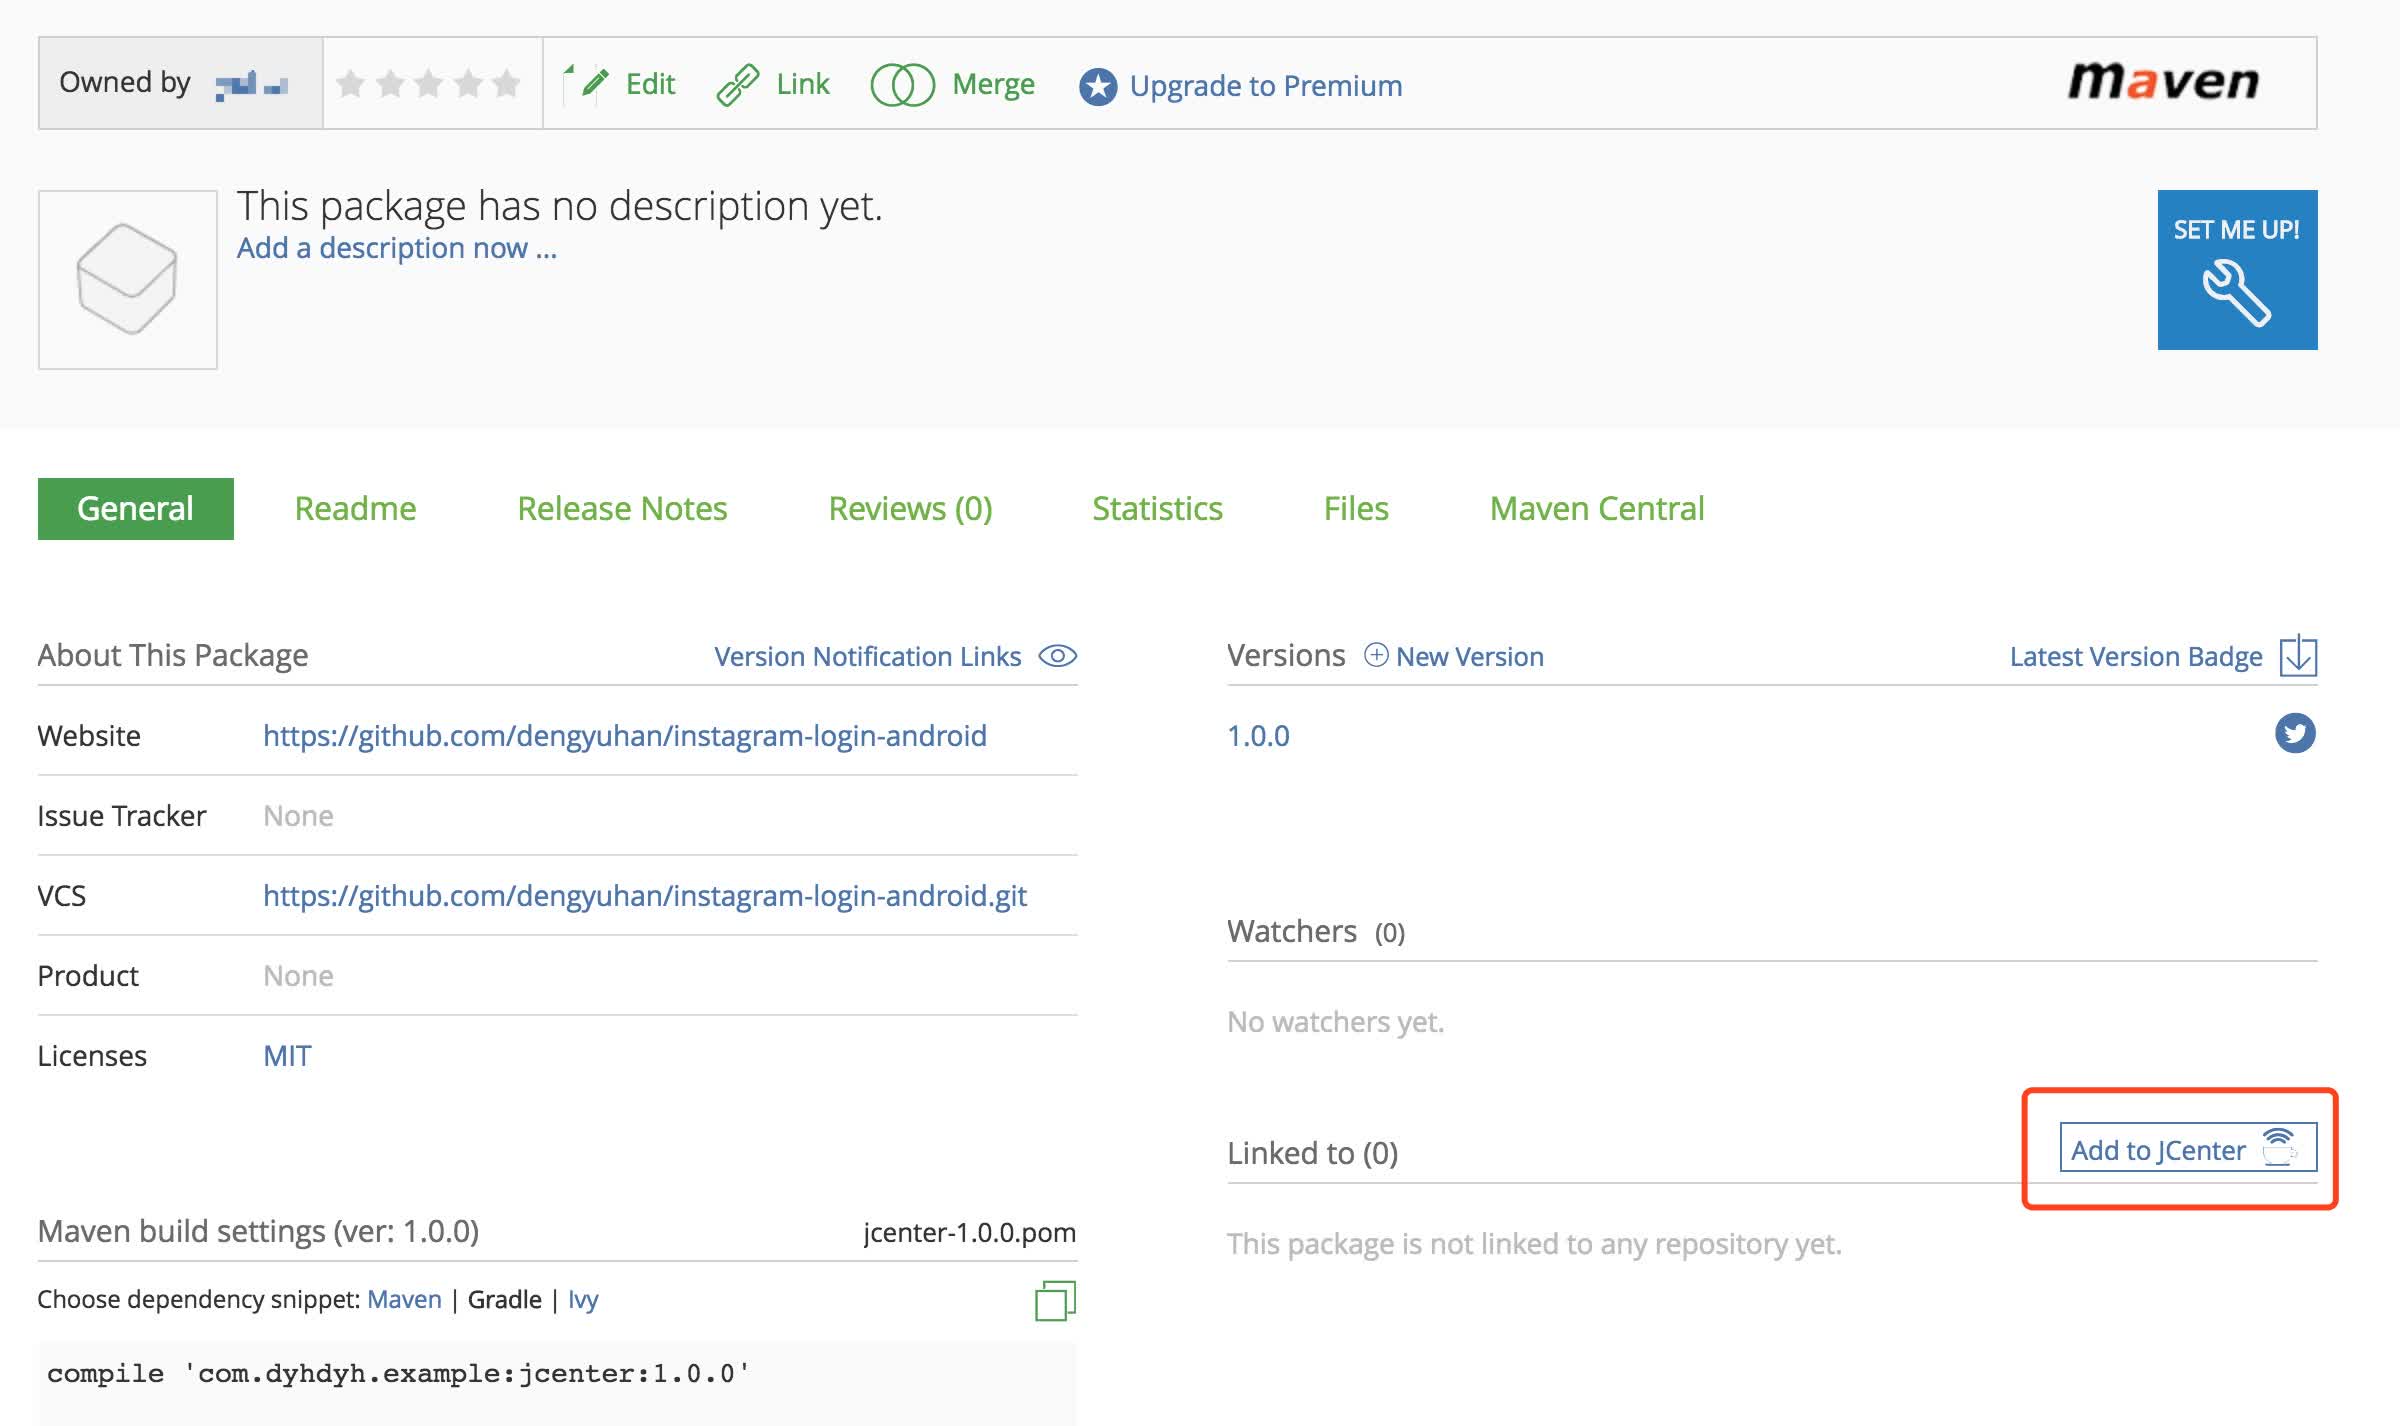 Owned by
Edit
Link
Merge
Upgrade to Premium
maven
This package has no description yet.
Add a description now ...
SET ME UP!
General
Readme
Release Notes
Reviews (0)
Statistics
Files
Maven Central
About This Package
Version Notification Links
Website
https://github.com/dengyuhan/instagram-login-android
Issue Tracker
None
VCS
https://github.com/dengyuhan/instagram-login-android.git
Product
None
Licenses
MIT
Maven build settings (ver: 1.0.0)
jcenter-1.0.0.pom
Choose dependency snippet: Maven | Gradle | Ivy
compile 'com.dyhdyh.example:jcenter:1.0.0'
Versions
New Version
Latest Version Badge
1.0.0
Watchers (0)
No watchers yet.
Linked to (0)
Add to JCenter
This package is not linked to any repository yet.